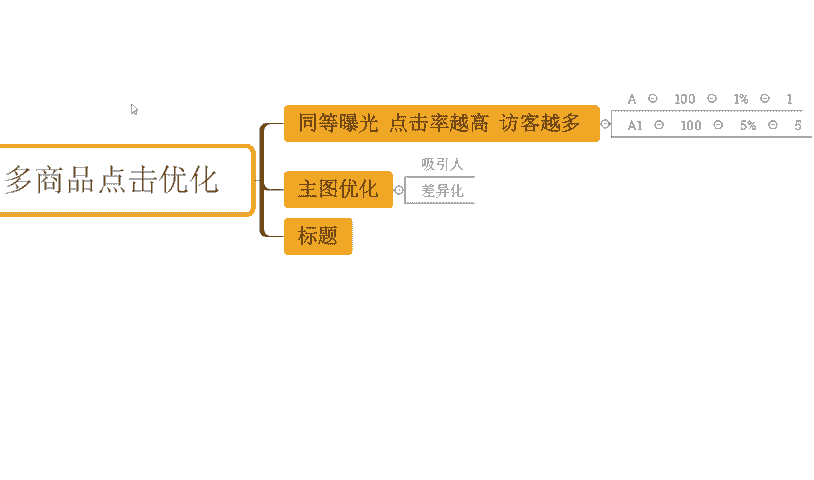 多商品点击优化
同等曝光 点击率越高 访客越多
A 100 1% 1
A1 100 5% 5
主图优化
吸引人
差异化
标题